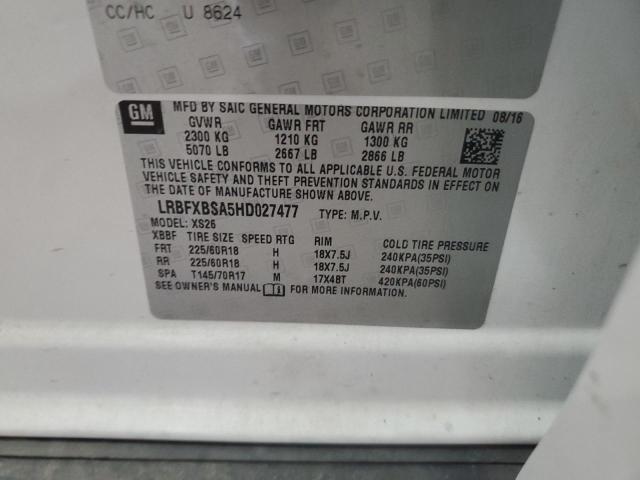 CC/HC U 8624
GM MFD BY SAIC GENERAL MOTORS CORPORATION LIMITED 08/16
GVWR GAWR FRT GAWR RR
2300 KG 1210 KG 1300 KG
5070 LB 2667 LB 2866 LB
THIS VEHICLE CONFORMS TO ALL APPLICABLE U.S. FEDERAL MOTOR
VEHICLE SAFETY AND THEFT PREVENTION STANDARDS IN EFFECT ON
THE DATE OF MANUFACTURE SHOWN ABOVE.
LRBFXBSA5HD027477 TYPE: M.P.V.
MODEL: XS26
XBBF TIRE SIZE SPEED RTG RIM COLD TIRE PRESSURE
FRT 225/60R18 H 18X7.5J 240KPA(35PSI)
RR 225/60R18 H 18X7.5J 240KPA(35PSI)
SPA T145/70R17 M 17X4BT 420KPA(60PSI)
SEE OWNER'S MANUAL FOR MORE INFORMATION.